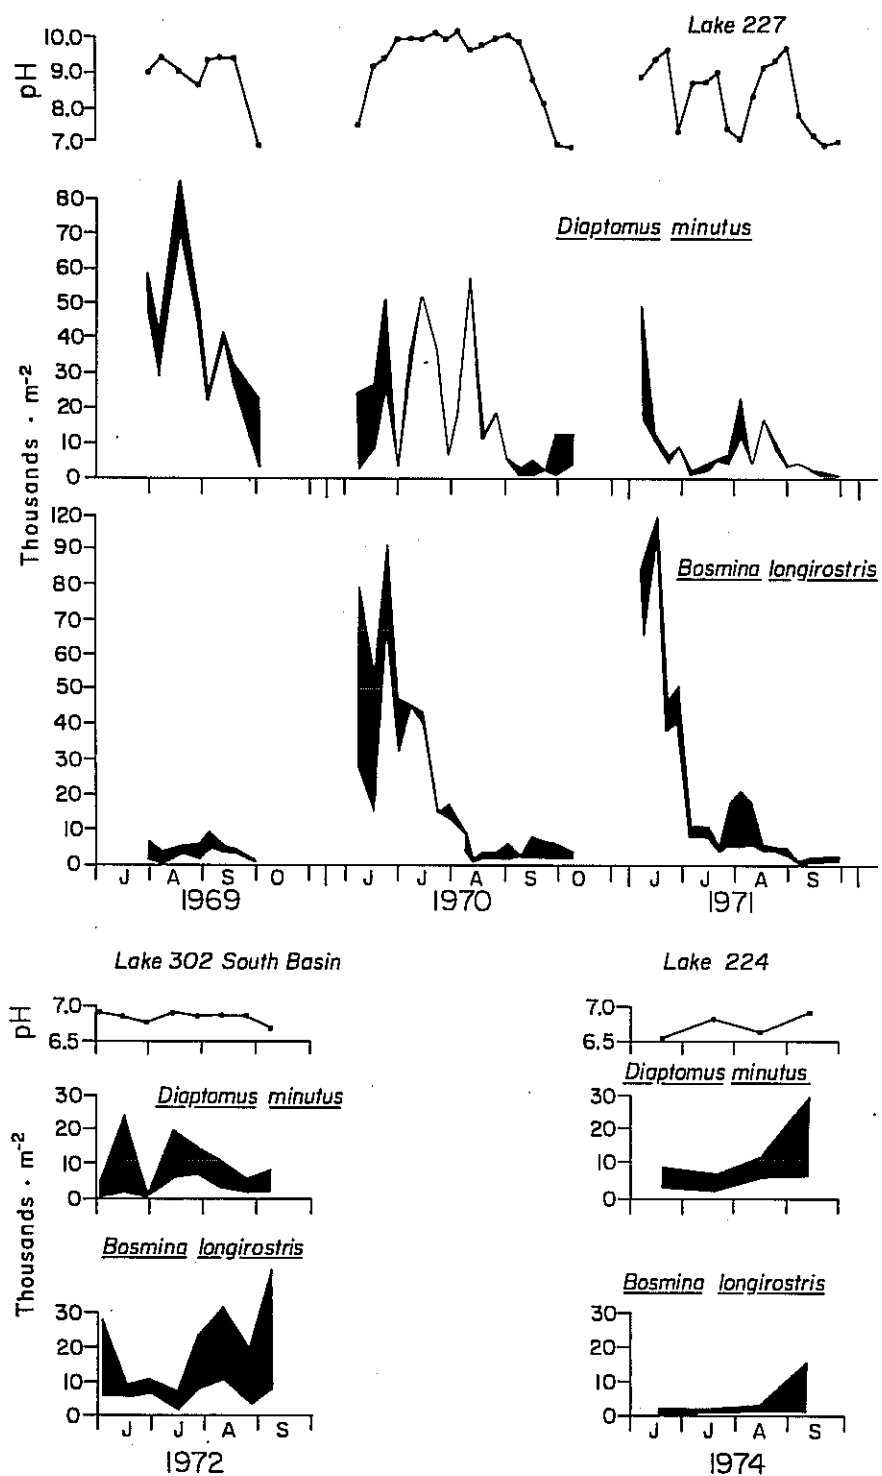 Lake 227
pH
10.0
9.0
8.0
7.0
Diaptomus minutus
80
70
60
50
40
30
20
10
0
Thousands · m⁻²
Bosmina longirostris
120
90
80
70
60
50
40
30
20
10
0
J A S O J J A S O J J A S
1969 1970 1971
Lake 302 South Basin
pH
7.0
6.5
Diaptomus minutus
30
20
10
0
Thousands · m⁻²
Bosmina longirostris
30
20
10
0
J A S
1972
Lake 224
7.0
6.5
Diaptomus minutus
30
20
10
0
Bosmina longirostris
30
20
10
0
J J A S
1974